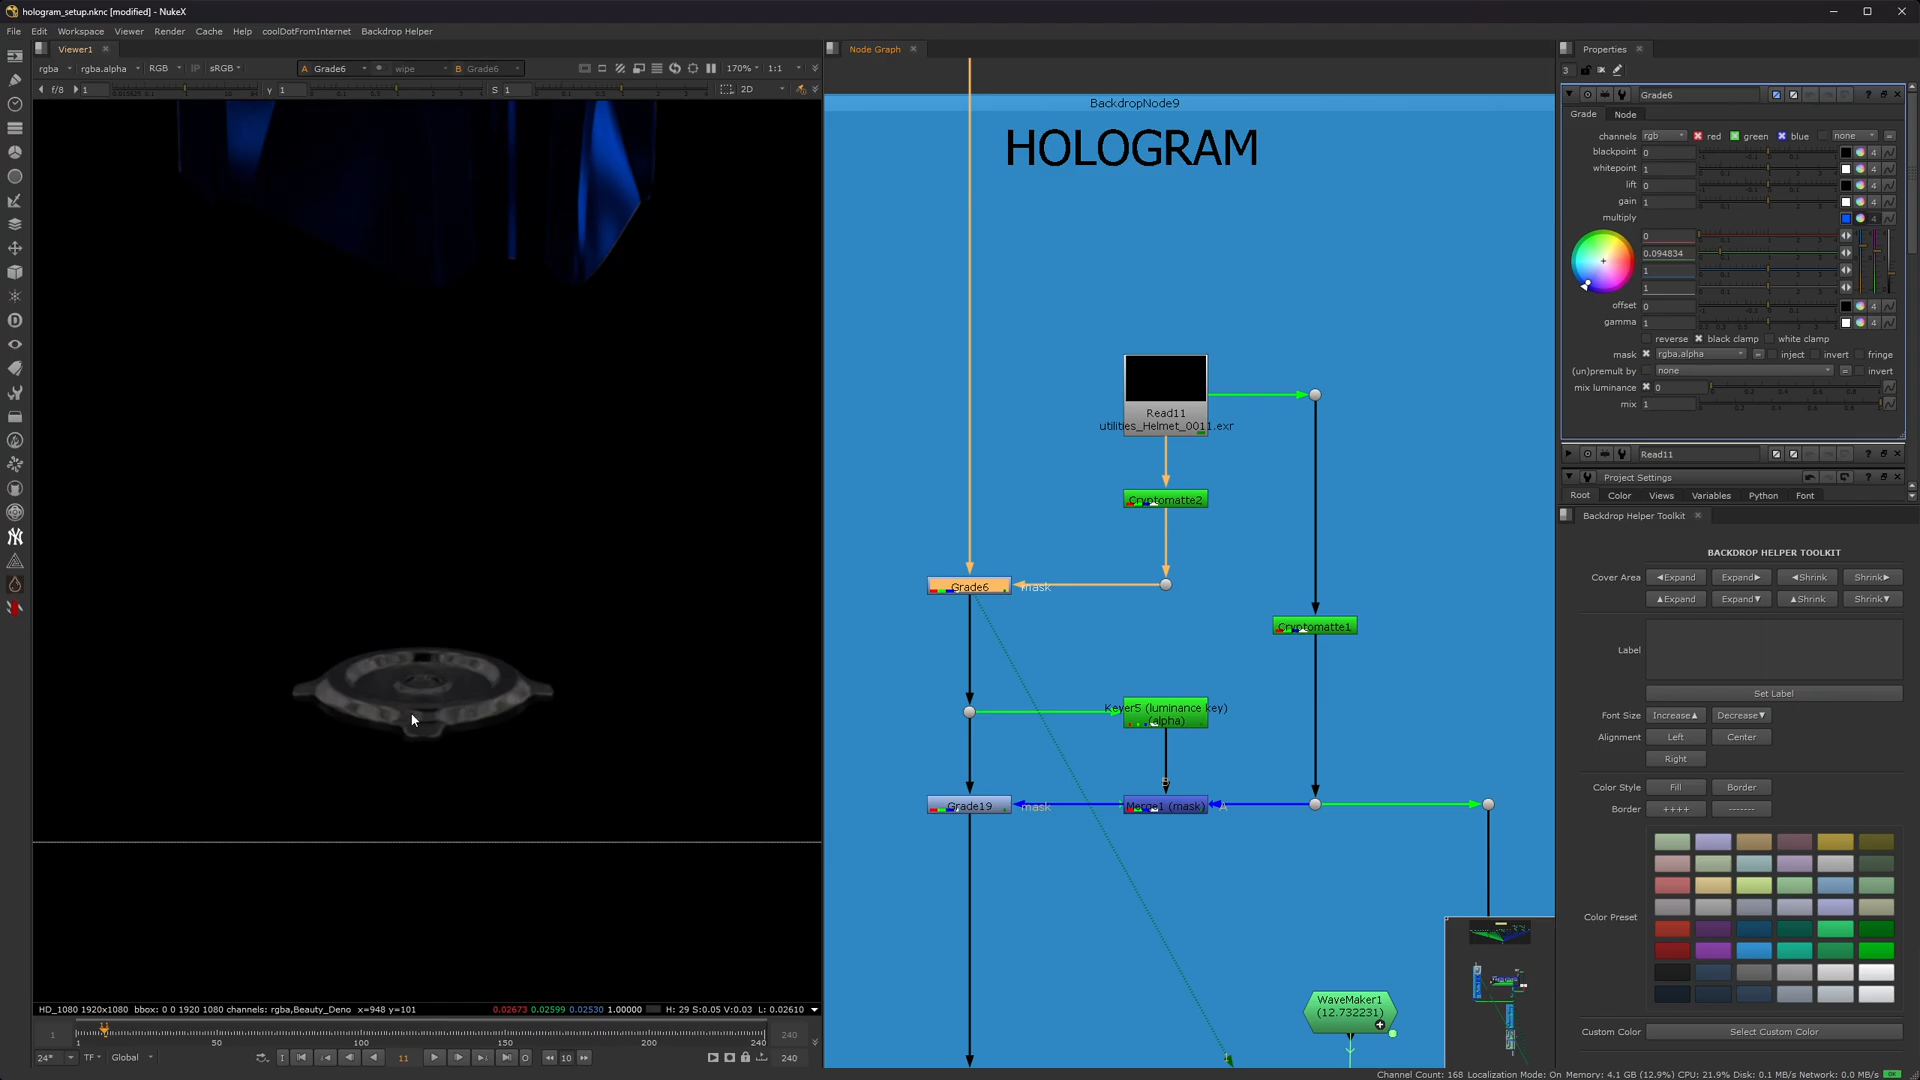 hologram_setup.nknc [modified] - NukeX
File Edit Workspace Viewer Render Cache Help coolDotFromInternet Backdrop Helper
Viewer1
rgba rgba.alpha RGB IP sRGB A Grade6 wipe B Grade6 170% 1:1
f/8 1 y 1 S 1 2D
HD_1080 1920x1080 bbox: 0 0 1920 1080 channels: rgba,Beauty_Deno x=948 y=101 0.02673 0.02599 0.02530 1.00000 H: 29 S:0.05 V:0.03 L: 0.02610
1 1 11 50 100 150 200 240 240
24* TF Global 11 10 240
Node Graph
BackdropNode9
HOLOGRAM
Read11
utilities_Helmet_0011.exr
Cryptomatte2
Grade6 mask
Cryptomatte1
Keyer5 (luminance key)
(alpha)
B
Grade19 mask Merge1 (mask) A
WaveMaker1
(12.732231)
Properties
3
Grade6
Grade Node
channels rgb red green blue none =
blackpoint 0
whitepoint 1
lift 0
gain 1
multiply
0
0.094834
1
1
offset 0
gamma 1
reverse black clamp white clamp
mask rgba.alpha = inject invert fringe
(un)premult by none = invert
mix luminance 0
mix 1
Read11
Project Settings
Root Color Views Variables Python Font
Backdrop Helper Toolkit
BACKDROP HELPER TOOLKIT
Cover Area ◀Expand Expand▶ ◀Shrink Shrink▶
▲Expand Expand▼ ▲Shrink Shrink▼
Label
Set Label
Font Size Increase▲ Decrease▼
Alignment Left Center
Right
Color Style Fill Border
Border ++++ -------
Color Preset
Custom Color Select Custom Color
Channel Count: 168 Localization Mode: On Memory: 4.1 GB (12.9%) CPU: 21.9% Disk: 0.1 MB/s Network: 0.0 MB/s